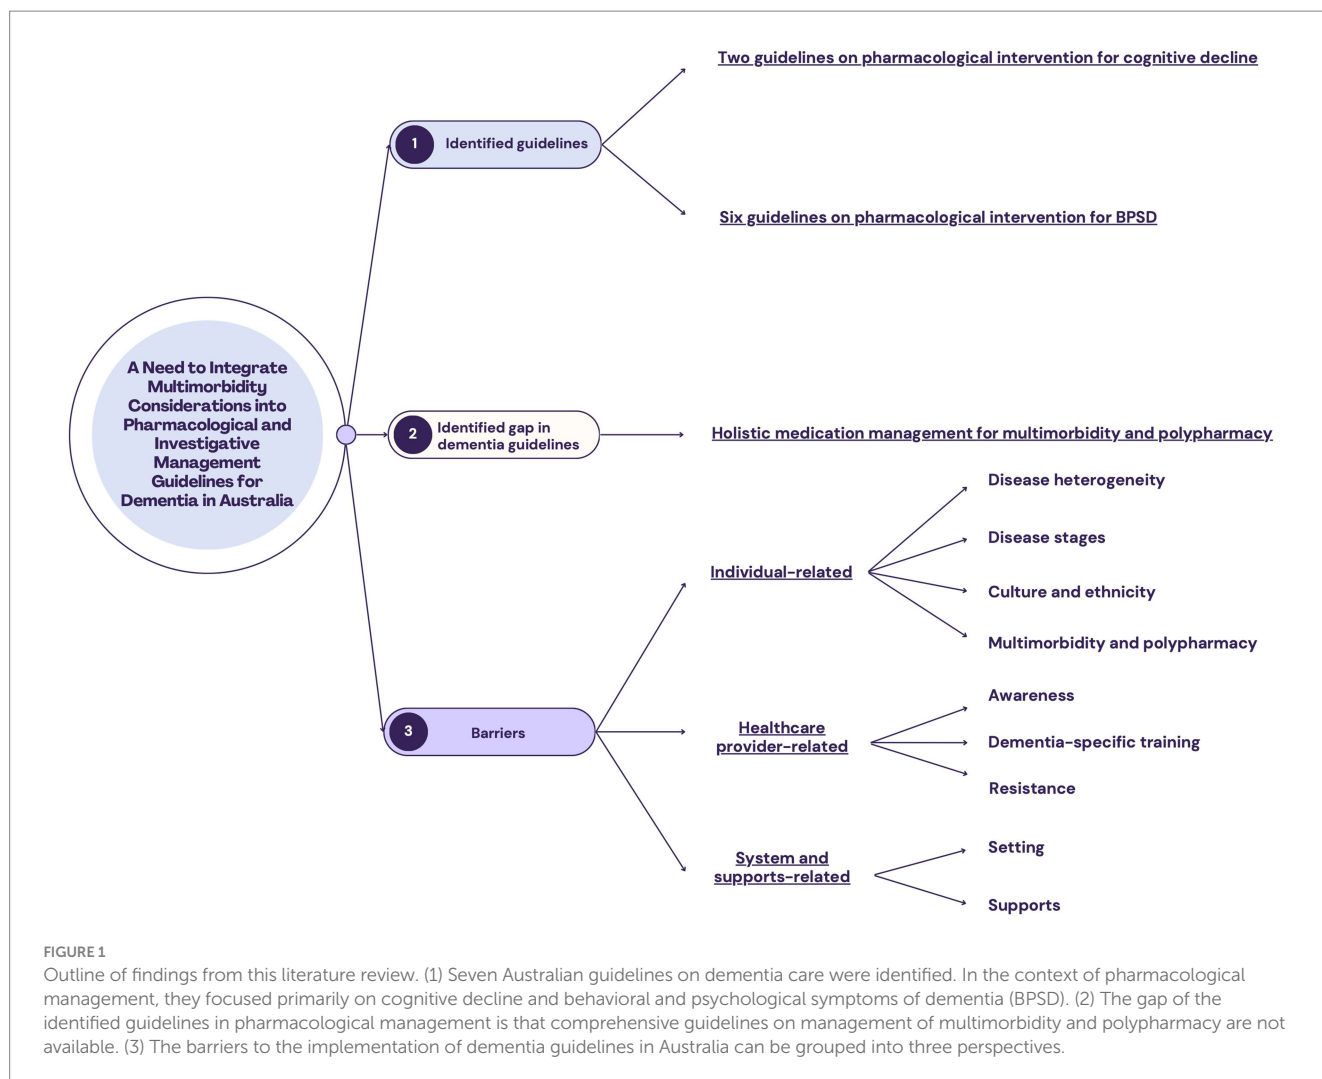 Two guidelines on pharmacological intervention for cognitive decline
1 Identified guidelines
Six guidelines on pharmacological intervention for BPSD
A Need to Integrate
Multimorbidity
Considerations into
Pharmacological and
Investigative
Management
Guidelines for
Dementia in Australia
2 Identified gap in
dementia guidelines
Holistic medication management for multimorbidity and polypharmacy
3 Barriers
Individual-related
Disease heterogeneity
Disease stages
Culture and ethnicity
Multimorbidity and polypharmacy
Healthcare
provider-related
Awareness
Dementia-specific training
Resistance
System and
supports-related
Setting
Supports
FIGURE 1
Outline of findings from this literature review. (1) Seven Australian guidelines on dementia care were identified. In the context of pharmacological
management, they focused primarily on cognitive decline and behavioral and psychological symptoms of dementia (BPSD). (2) The gap of the
identified guidelines in pharmacological management is that comprehensive guidelines on management of multimorbidity and polypharmacy are not
available. (3) The barriers to the implementation of dementia guidelines in Australia can be grouped into three perspectives.